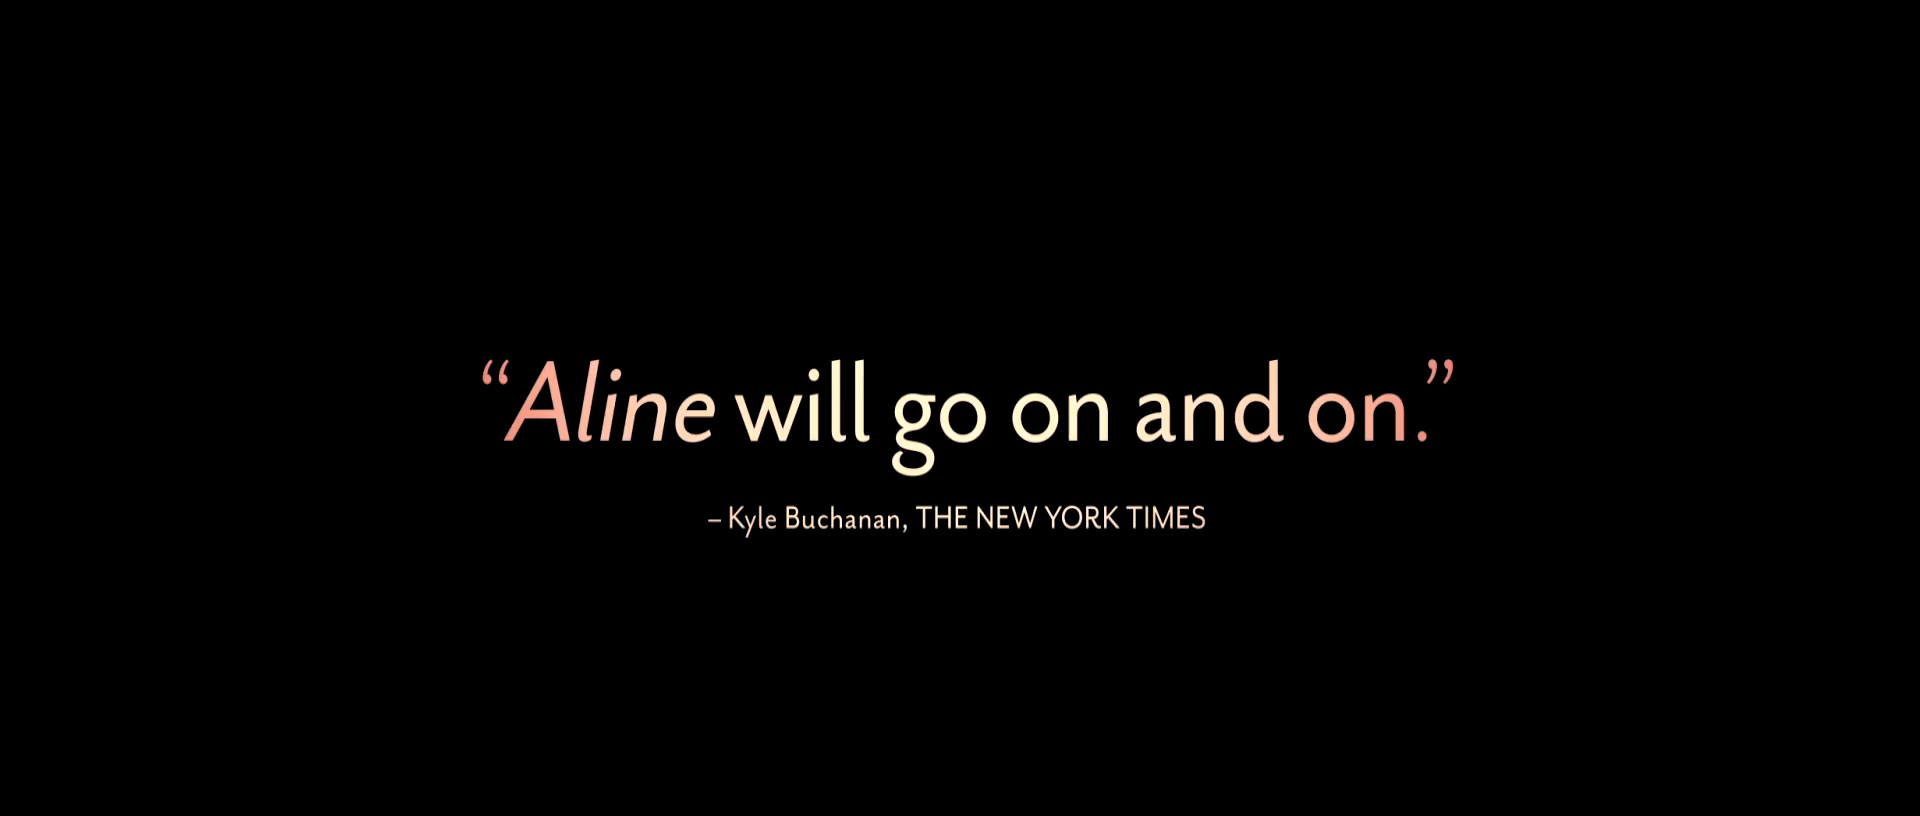 “Aline will go on and on.”
– Kyle Buchanan, THE NEW YORK TIMES